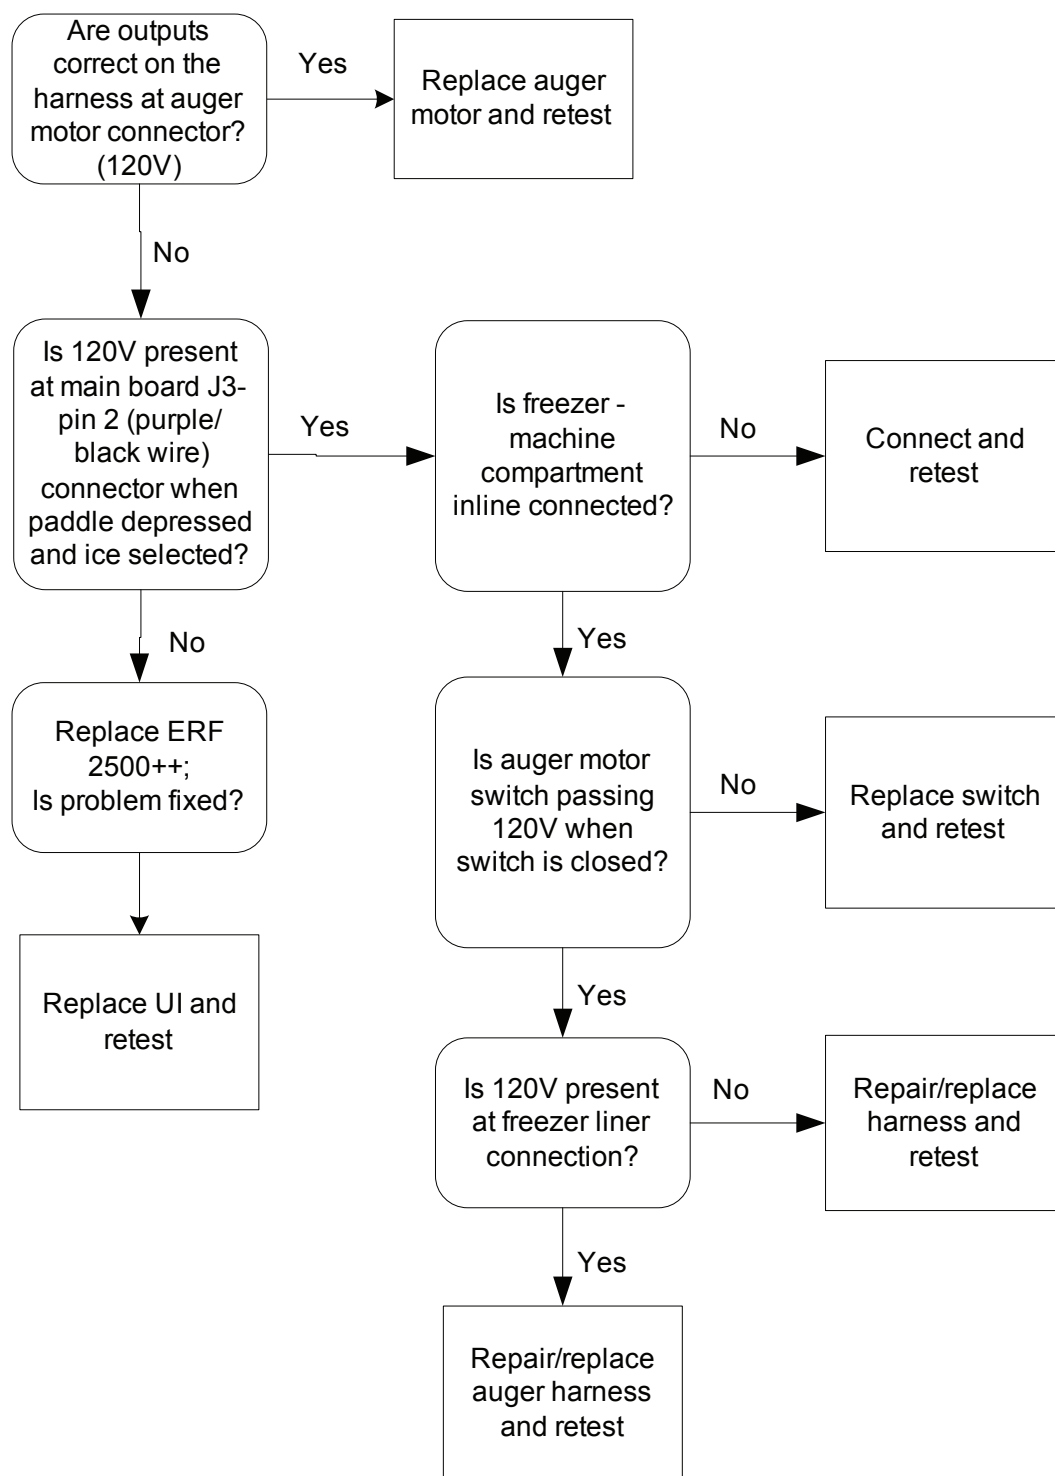 Are outputs
correct on the
harness at auger
motor connector?
(120V)
Yes
Replace auger
motor and retest
No
Is 120V present
at main board J3-
pin 2 (purple/
black wire)
connector when
paddle depressed
and ice selected?
Yes
Is freezer -
machine
compartment
inline connected?
No
Connect and
retest
No
Yes
Replace ERF
2500++;
Is problem fixed?
Is auger motor
switch passing
120V when
switch is closed?
No
Replace switch
and retest
Replace UI and
retest
Yes
Is 120V present
at freezer liner
connection?
No
Repair/replace
harness and
retest
Yes
Repair/replace
auger harness
and retest